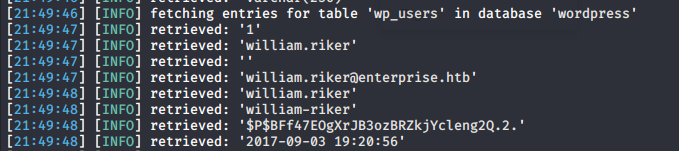 [21:49:46] [INFO] fetching entries for table 'wp_users' in database 'wordpress'
[21:49:47] [INFO] retrieved: '1'
[21:49:47] [INFO] retrieved: 'william.riker'
[21:49:47] [INFO] retrieved: ''
[21:49:47] [INFO] retrieved: 'william.riker@enterprise.htb'
[21:49:48] [INFO] retrieved: 'william.riker'
[21:49:48] [INFO] retrieved: 'william-riker'
[21:49:48] [INFO] retrieved: '$P$BFf47EOgXrJB3ozBRZkjYcleng2Q.2.'
[21:49:48] [INFO] retrieved: '2017-09-03 19:20:56'